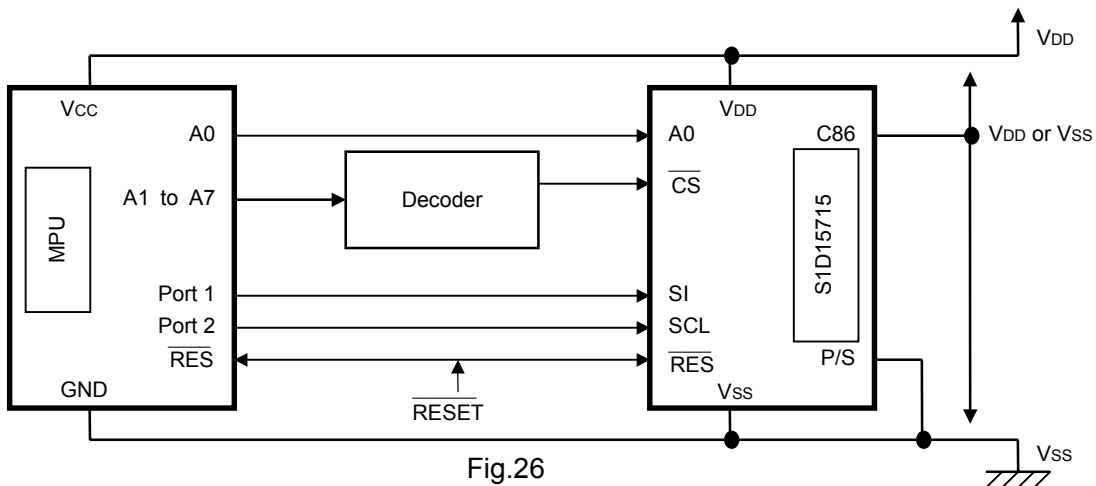 VDD
VCC
VDD
A0
A0
C86
VDD or VSS
A1 to A7
Decoder
CS
MPU
S1D15715
Port 1
SI
Port 2
SCL
RES
RES
P/S
GND
RESET
VSS
VSS
Fig.26